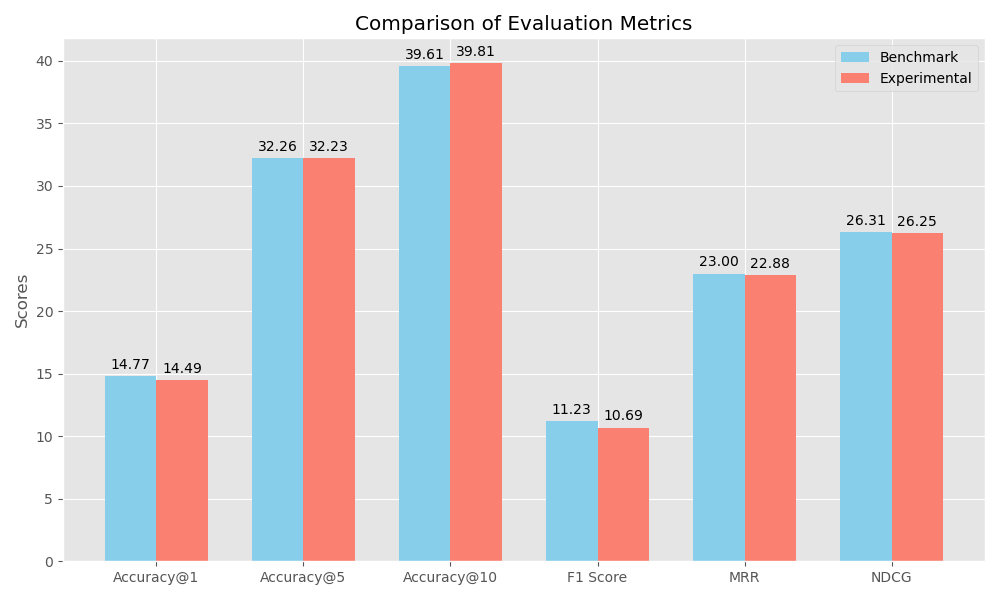 Comparison of Evaluation Metrics
Benchmark
Experimental
Scores
40
35
30
25
20
15
10
5
0
14.77
14.49
32.26
32.23
39.61
39.81
11.23
10.69
23.00
22.88
26.31
26.25
Accuracy@1
Accuracy@5
Accuracy@10
F1 Score
MRR
NDCG